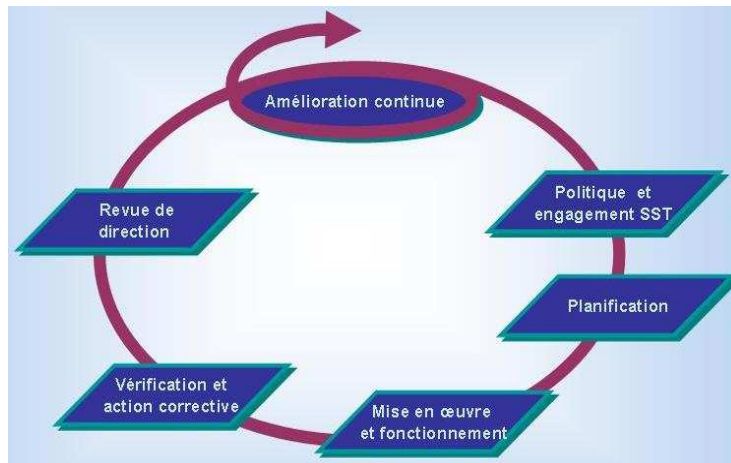 Amélioration continue
Politique et
engagement SST
Planification
Mise en œuvre
et fonctionnement
Vérification et
action corrective
Revue de
direction